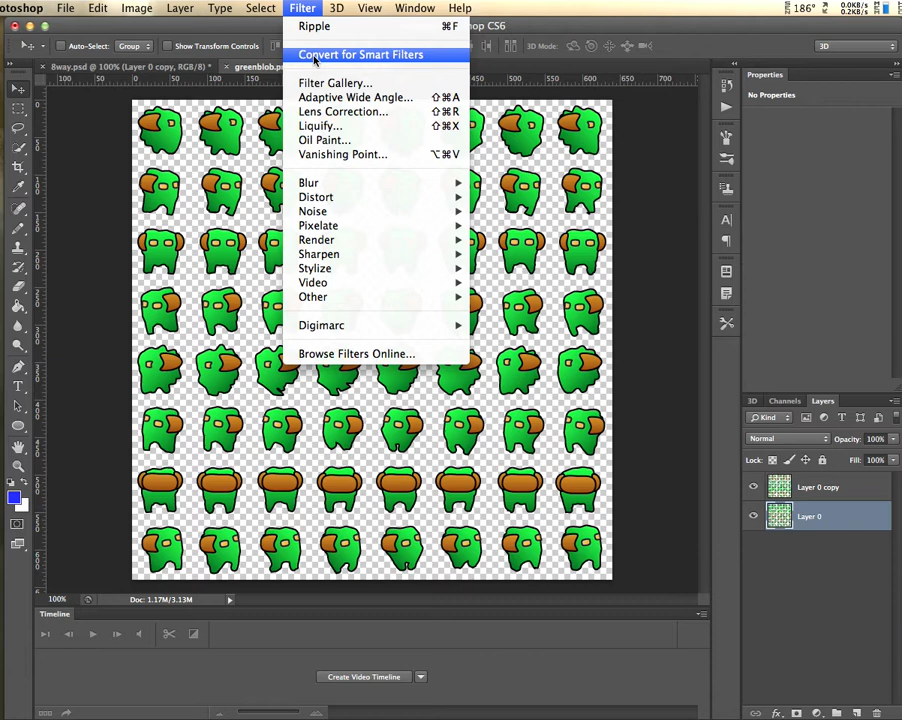 otoshop File Edit Image Layer Type Select Filter 3D View Window Help 186° 0.0KB/s 0.2KB/s
Ripple ⌘F
hop CS6
Auto-Select: Group Show Transform Controls 3D Mode: 3D
Convert for Smart Filters
8way.psd @ 100% (Layer 0 copy, RGB/8) * greenblob.p
Properties
No Properties
Filter Gallery...
Adaptive Wide Angle... ⇧⌘A
Lens Correction... ⇧⌘R
Liquify... ⇧⌘X
Oil Paint...
Vanishing Point... ⌥⌘V
Blur
Distort
Noise
Pixelate
Render
Sharpen
Stylize
Video
Other
Digimarc
Browse Filters Online...
3D Channels Layers
Kind
Normal Opacity: 100%
Lock: Fill: 100%
Layer 0 copy
Layer 0
100% Doc: 1.17M/3.13M
Timeline
Create Video Timeline